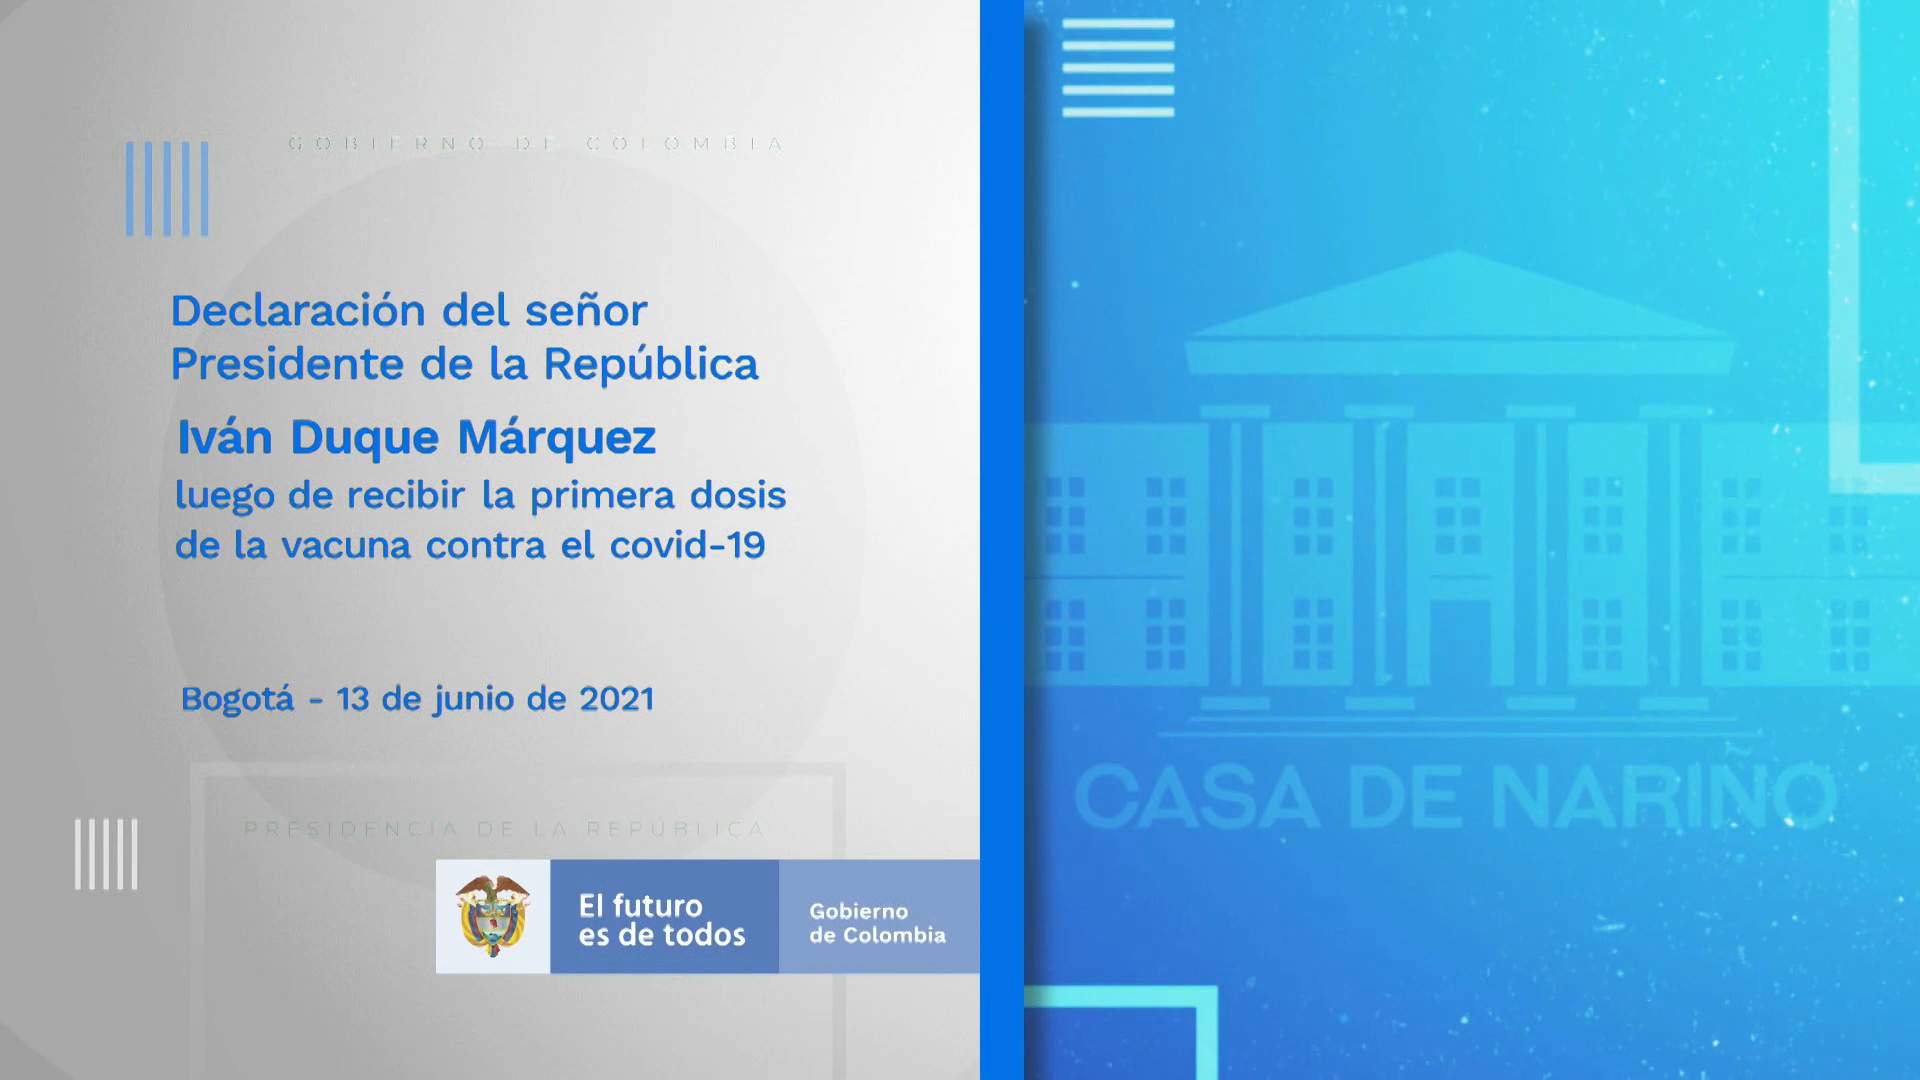 GOBIERNO DE COLOMBIA
Declaración del señor
Presidente de la República
Iván Duque Márquez
luego de recibir la primera dosis
de la vacuna contra el covid-19
Bogotá - 13 de junio de 2021
PRESIDENCIA DE LA REPÚBLICA
El futuro
es de todos
Gobierno
de Colombia
CASA DE NARIÑO